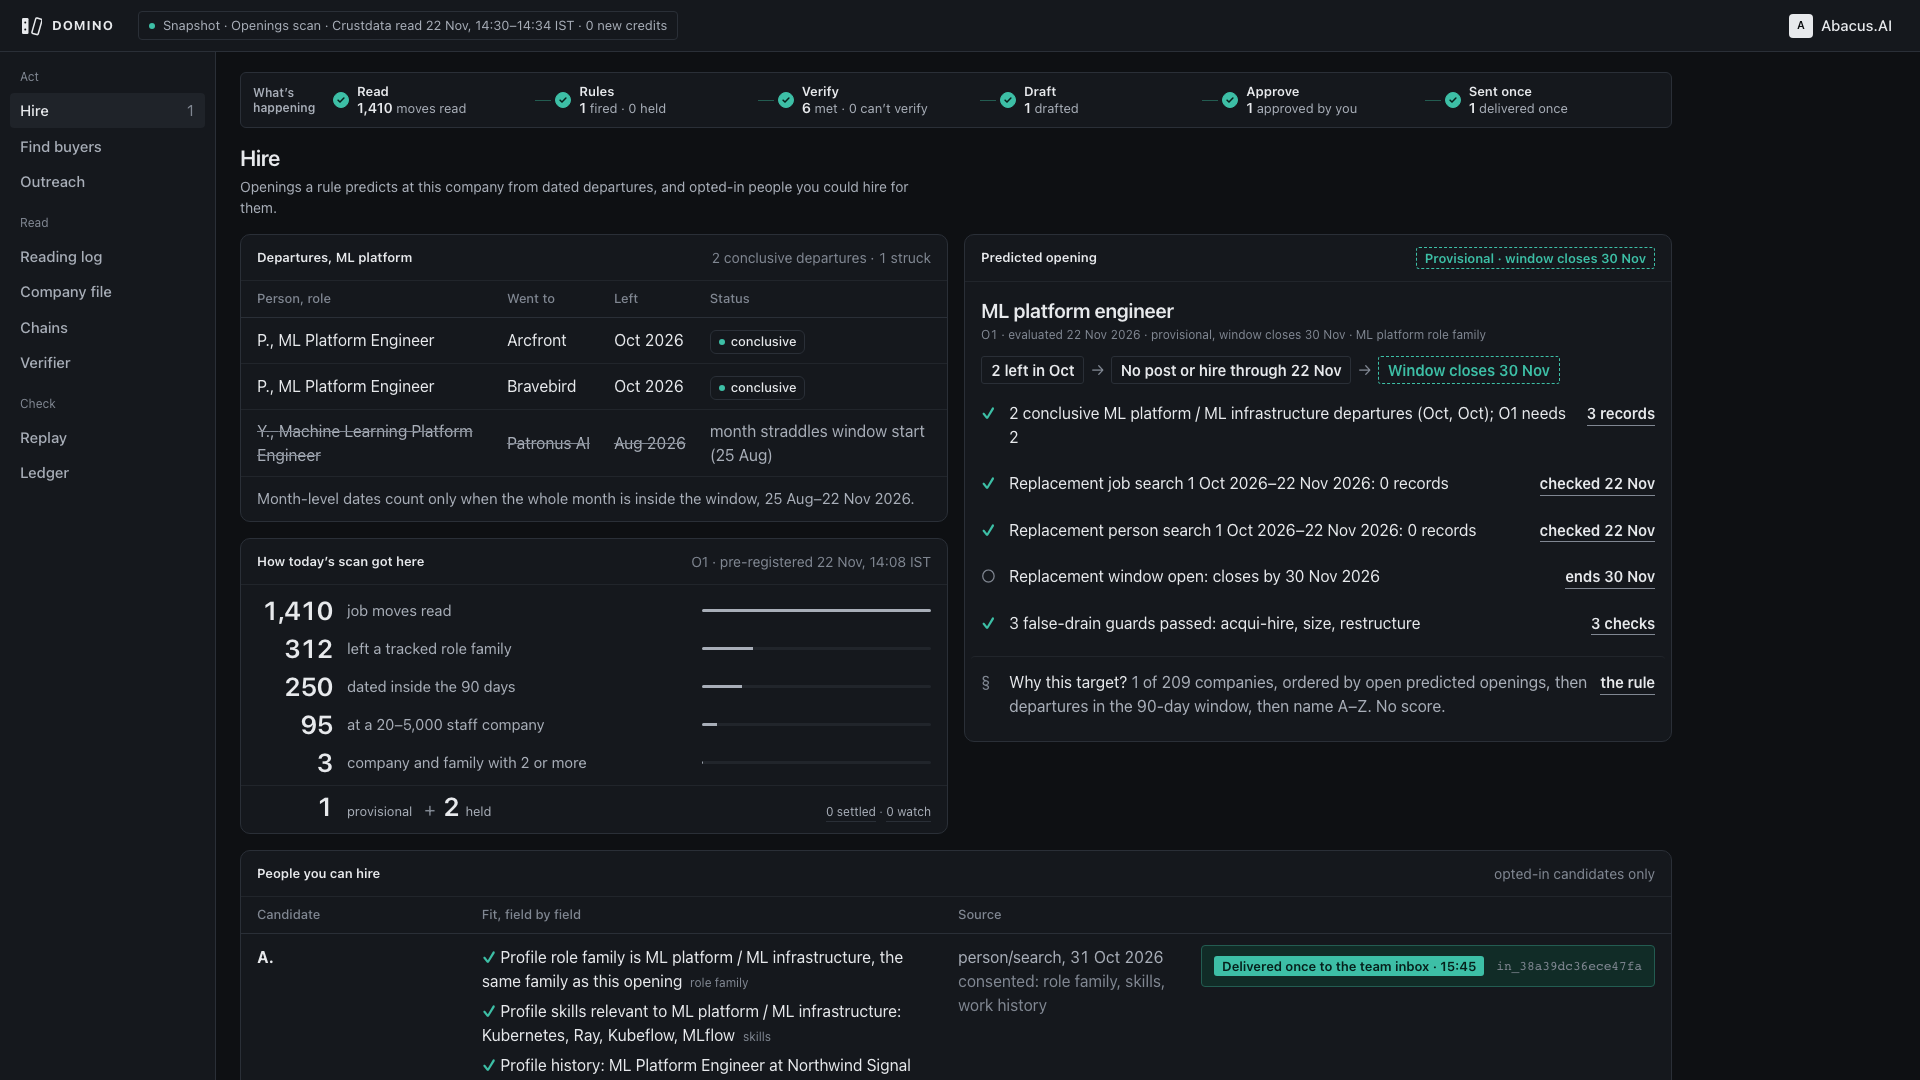 DOMINO
Snapshot · Openings scan · Crustdata read 22 Nov, 14:30–14:34 IST · 0 new credits
A Abacus.AI
Act
Hire 1
Find buyers
Outreach
Read
Reading log
Company file
Chains
Verifier
Check
Replay
Ledger
What's happening
Read
1,410 moves read
Rules
1 fired · 0 held
Verify
6 met · 0 can't verify
Draft
1 drafted
Approve
1 approved by you
Sent once
1 delivered once
Hire
Openings a rule predicts at this company from dated departures, and opted-in people you could hire for
them.
Departures, ML platform 2 conclusive departures · 1 struck
Person, role Went to Left Status
P., ML Platform Engineer Arcfront Oct 2026 conclusive
P., ML Platform Engineer Bravebird Oct 2026 conclusive
Y., Machine Learning Platform Engineer Patronus AI Aug 2026 month straddles window start (25 Aug)
Month-level dates count only when the whole month is inside the window, 25 Aug–22 Nov 2026.
How today's scan got here O1 · pre-registered 22 Nov, 14:08 IST
1,410 job moves read
312 left a tracked role family
250 dated inside the 90 days
95 at a 20–5,000 staff company
3 company and family with 2 or more
1 provisional + 2 held 0 settled · 0 watch
Predicted opening Provisional · window closes 30 Nov
ML platform engineer
O1 · evaluated 22 Nov 2026 · provisional, window closes 30 Nov · ML platform role family
2 left in Oct → No post or hire through 22 Nov → Window closes 30 Nov
2 conclusive ML platform / ML infrastructure departures (Oct, Oct); O1 needs 3 records
2
Replacement job search 1 Oct 2026–22 Nov 2026: 0 records checked 22 Nov
Replacement person search 1 Oct 2026–22 Nov 2026: 0 records checked 22 Nov
Replacement window open: closes by 30 Nov 2026 ends 30 Nov
3 false-drain guards passed: acqui-hire, size, restructure 3 checks
§ Why this target? 1 of 209 companies, ordered by open predicted openings, then the rule
departures in the 90-day window, then name A–Z. No score.
People you can hire opted-in candidates only
Candidate Fit, field by field Source
A.
Profile role family is ML platform / ML infrastructure, the
same family as this opening role family
Profile skills relevant to ML platform / ML infrastructure:
Kubernetes, Ray, Kubeflow, MLflow skills
Profile history: ML Platform Engineer at Northwind Signal
person/search, 31 Oct 2026
consented: role family, skills,
work history
Delivered once to the team inbox · 15:45 in_38a39dc36ece47fa